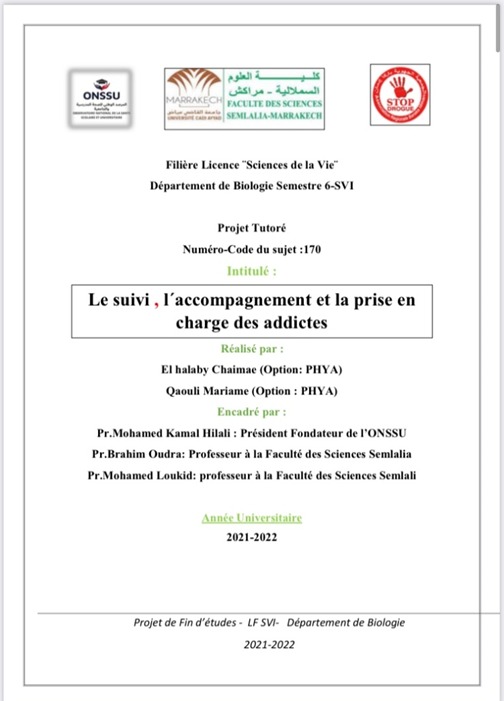 ONSSU
MARRAKECH
UNIVERSITÉ CADI AYYAD
كليـــــــة العلوم
السملالية - مراكش
FACULTE DES SCIENCES
SEMLALIA-MARRAKECH
STOP
DROGUE
Filière Licence ¨Sciences de la Vie¨
Département de Biologie Semestre 6-SVI
Projet Tutoré
Numéro-Code du sujet :170
Intitulé :
Le suivi , l´accompagnement et la prise en
charge des addictes
Réalisé par :
El halaby Chaimae (Option: PHYA)
Qaouli Mariame (Option : PHYA)
Encadré par :
Pr.Mohamed Kamal Hilali : Président Fondateur de l’ONSSU
Pr.Brahim Oudra: Professeur à la Faculté des Sciences Semlalia
Pr.Mohamed Loukid: professeur à la Faculté des Sciences Semlali
Année Universitaire
2021-2022
Projet de Fin d’études - LF SVI- Département de Biologie
2021-2022